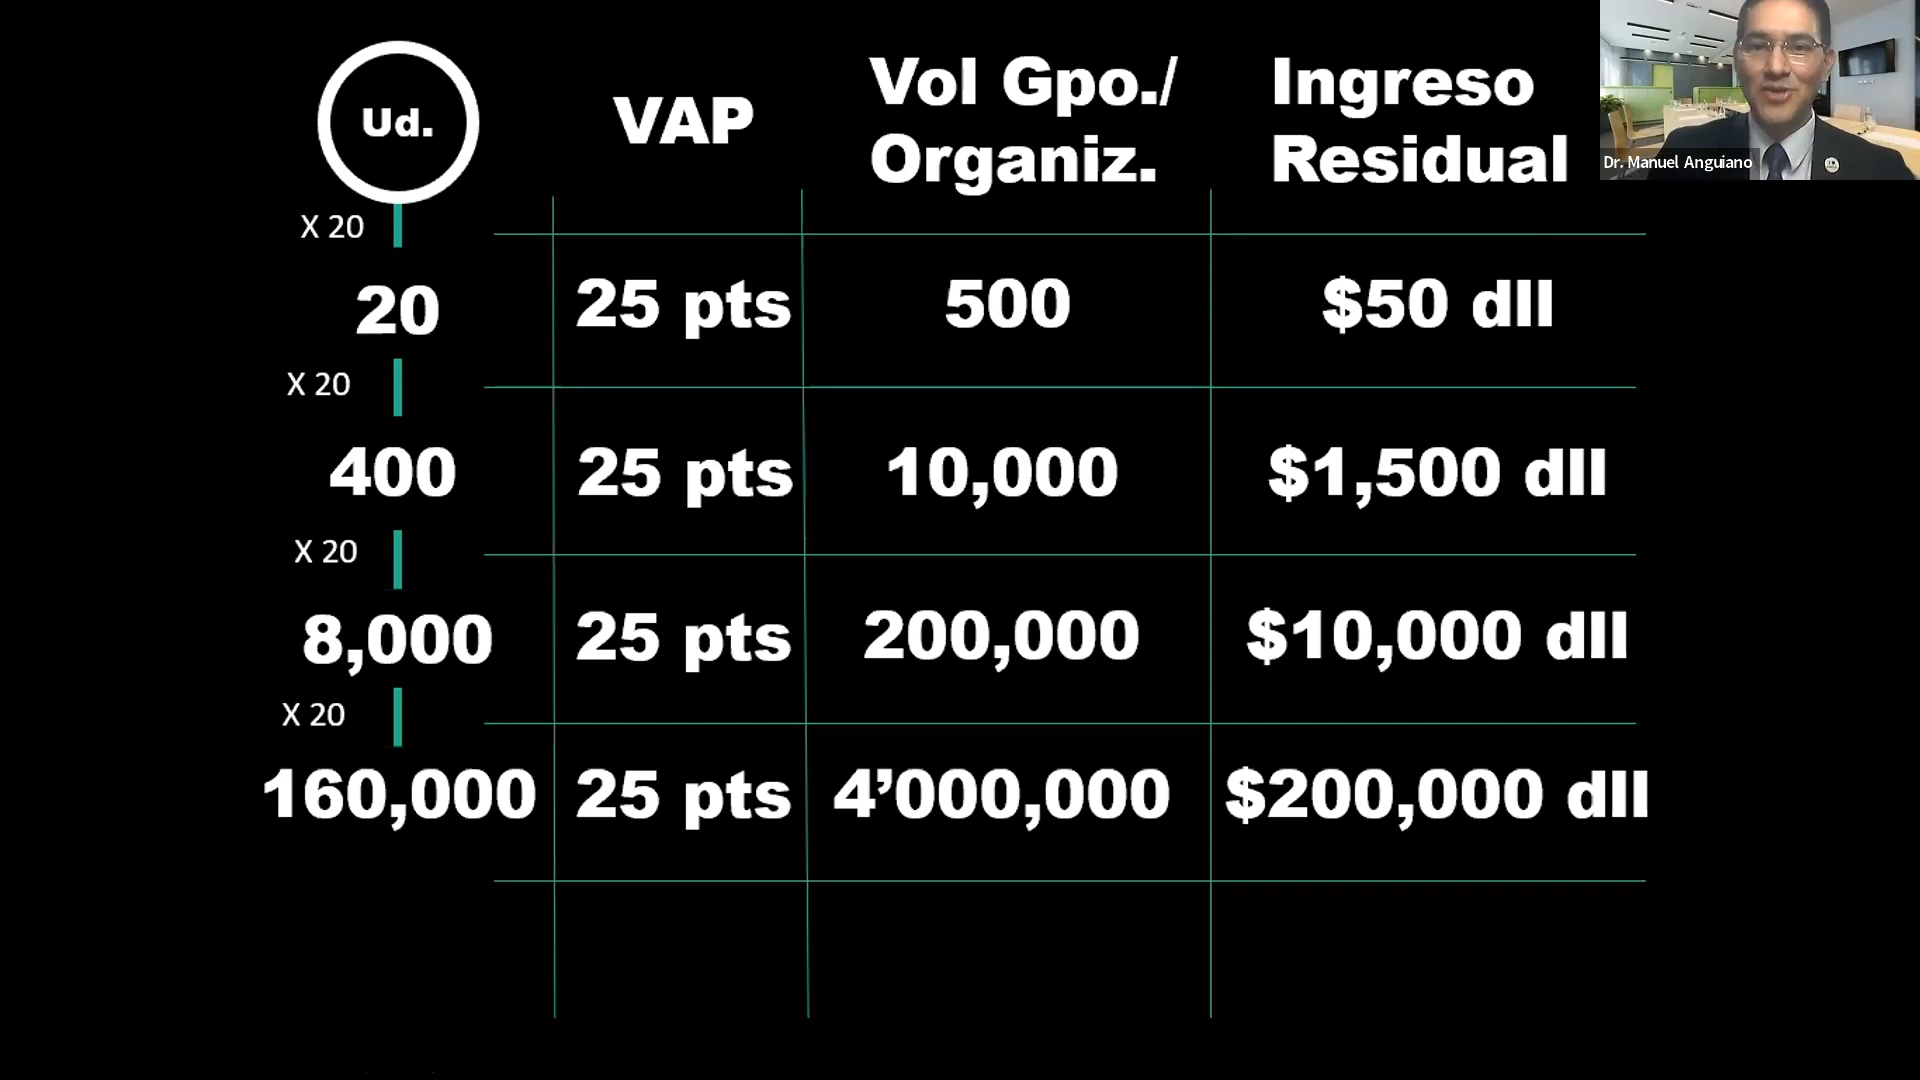 Ud.
VAP
Vol Gpo./
Organiz.
Ingreso
Residual
Dr. Manuel Anguiano
X 20
20
25 pts
500
$50 dll
X 20
400
25 pts
10,000
$1,500 dll
X 20
8,000
25 pts
200,000
$10,000 dll
X 20
160,000
25 pts
4’000,000
$200,000 dll